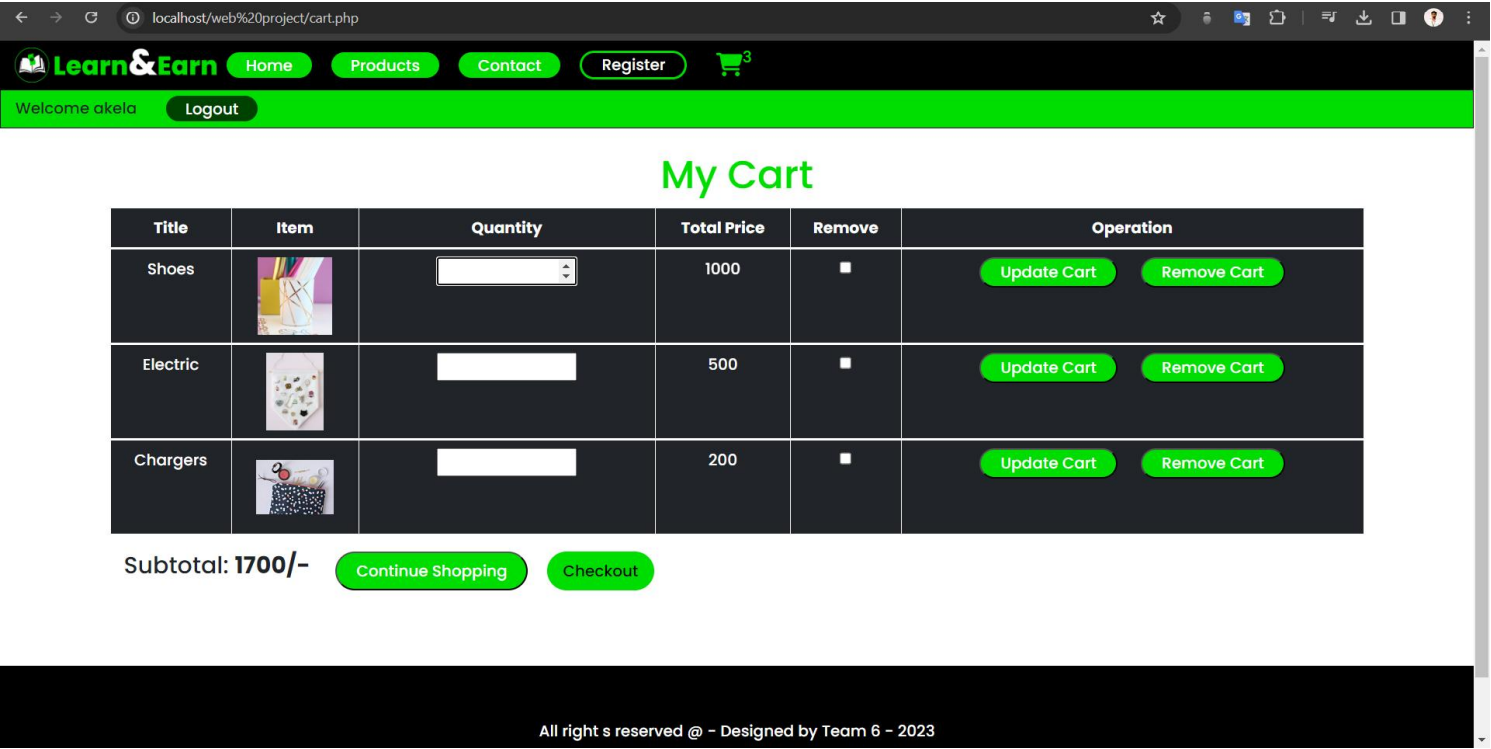 localhost/web%20project/cart.php
Learn&Earn Home Products Contact Register 3
Welcome akela Logout
My Cart
Title Item Quantity Total Price Remove Operation
Shoes 1000 Update Cart Remove Cart
Electric 500 Update Cart Remove Cart
Chargers 200 Update Cart Remove Cart
Subtotal: 1700/- Continue Shopping Checkout
All right s reserved @ - Designed by Team 6 - 2023